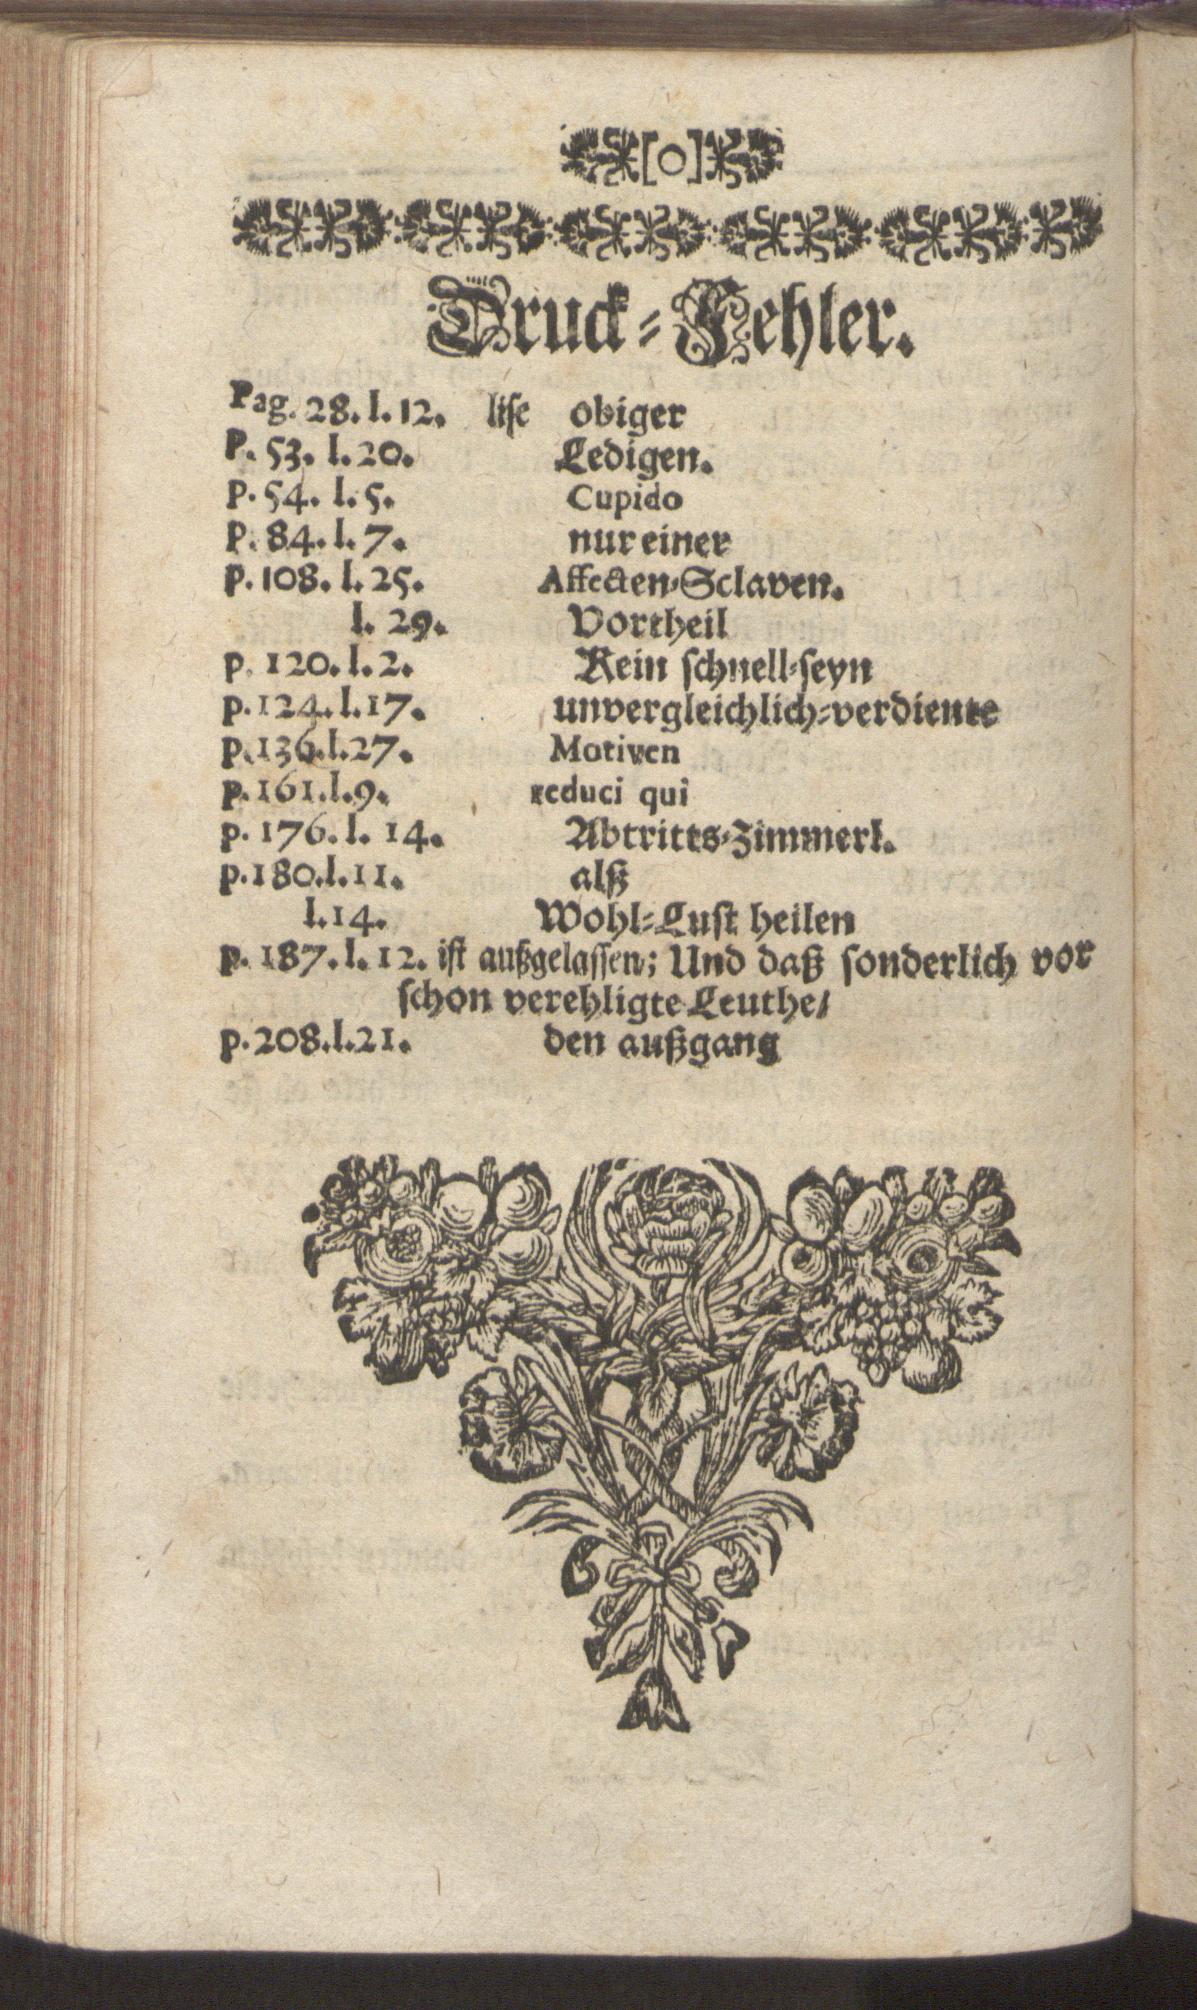 [O]
Druck-Fehler.
Pag. 28. l. 12. lise obiger
P. 53. l. 20. Ledigen.
P. 54. l. 5. Cupido
P. 84. l. 7. nur einer
p. 108. l. 25. Affecten-Sclaven.
l. 29. Vortheil
p. 120. l. 2. Kein schnell-seyn
p. 124. l. 17. unvergleichlich-verdiente
p. 136. l. 27. Motiven
p. 161. l. 9. reduci qui
p. 176. l. 14. Abtritts-Zimmerl.
p. 180. l. 11. alß
l. 14. Wohl-Lust heilen
p. 187. l. 12. ist außgelassen; Und daß sonderlich vor
schon verehligte Leuthe/
p. 208. l. 21. den außgang